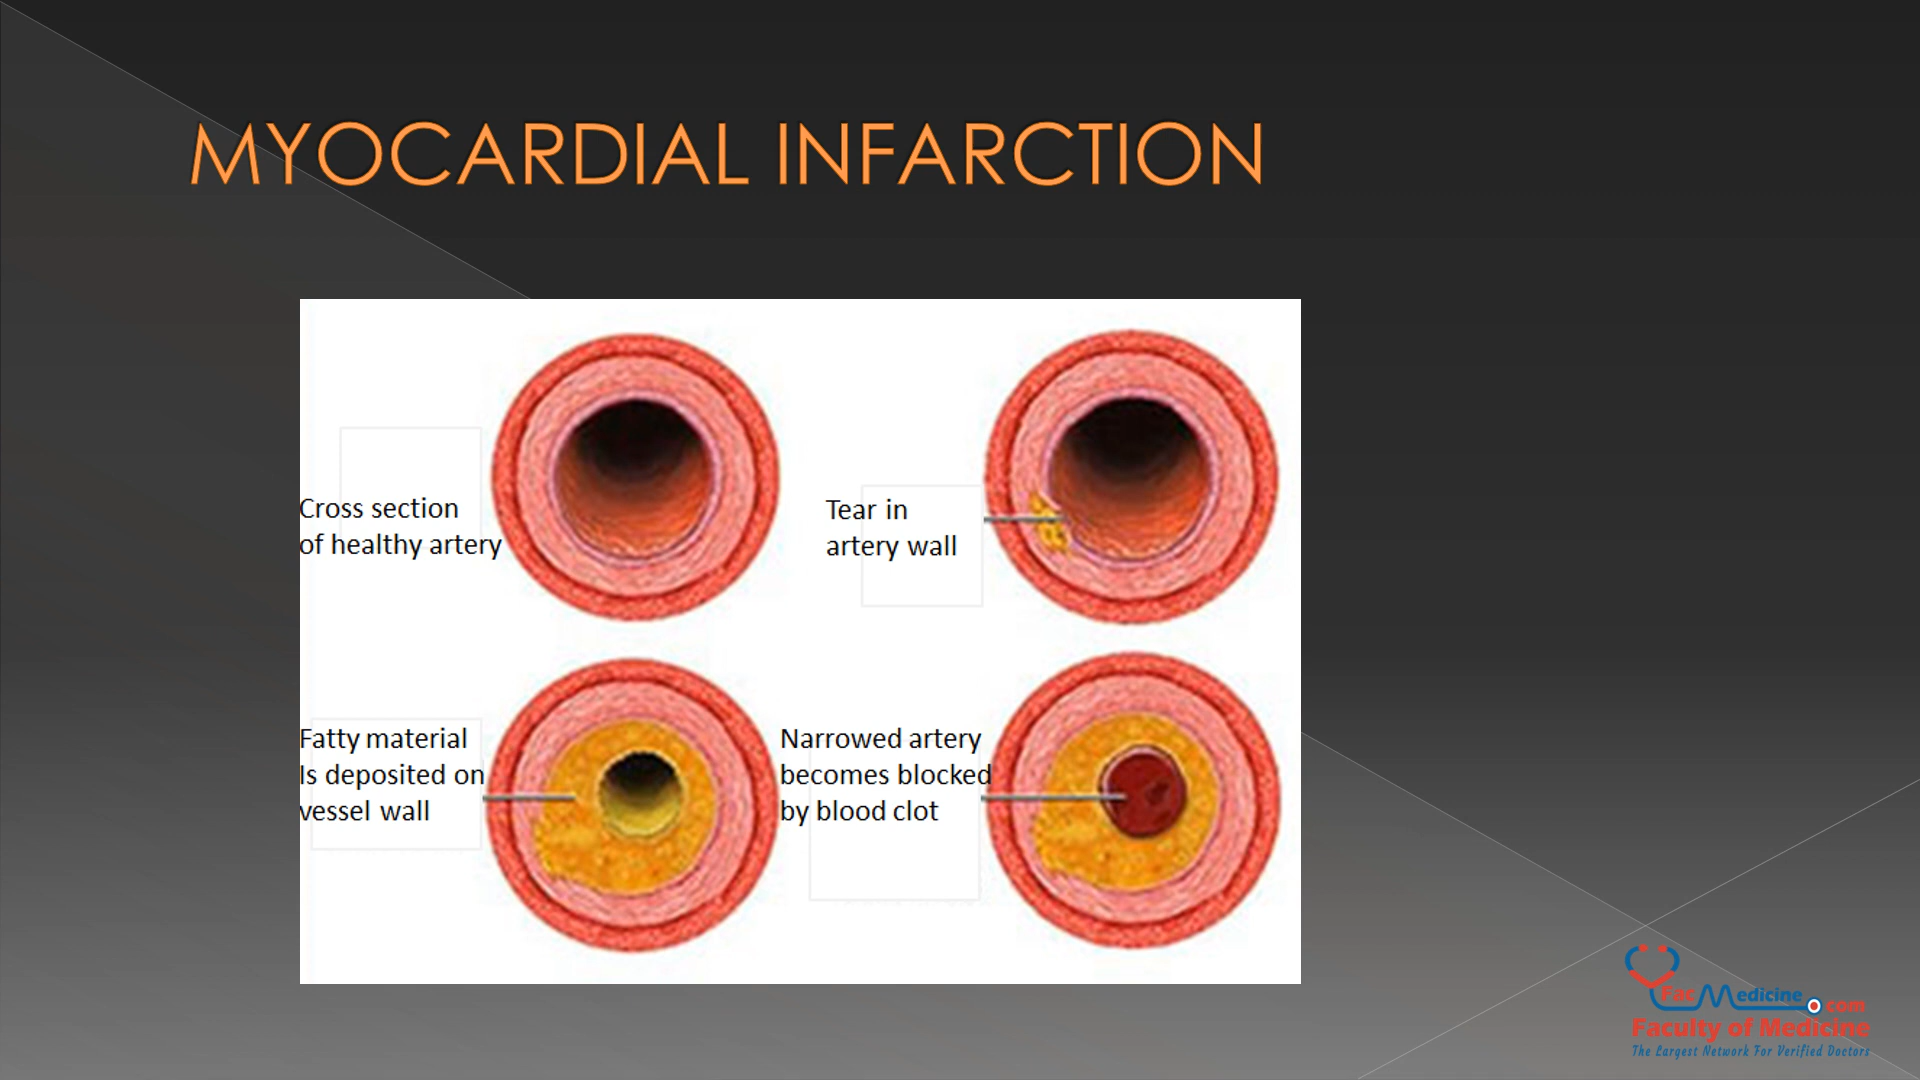 MYOCARDIAL INFARCTION
Cross section
of healthy artery
Tear in
artery wall
Fatty material
Is deposited on
vessel wall
Narrowed artery
becomes blocked
by blood clot
FacMedicine.com
Faculty of Medicine
The Largest Network For Verified Doctors